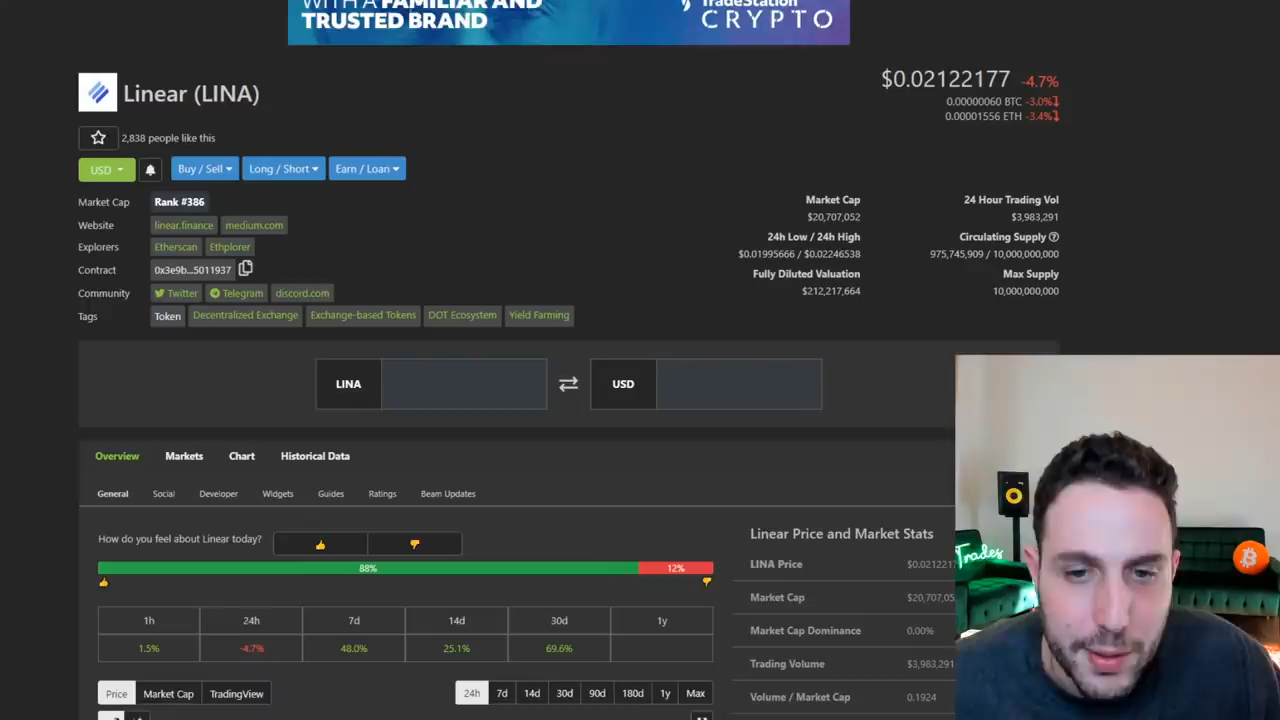 WITH A FAMILIAR AND
TRUSTED BRAND
TradeStation
CRYPTO
Linear (LINA)
$0.02122177 -4.7%
0.00000060 BTC -3.0%
0.00001556 ETH -3.4%
2,838 people like this
USD
Buy / Sell
Long / Short
Earn / Loan
Market Cap Rank #386
Website linear.finance medium.com
Explorers Etherscan Ethplorer
Contract 0x3e9b...5011937
Community Twitter Telegram discord.com
Tags Token Decentralized Exchange Exchange-based Tokens DOT Ecosystem Yield Farming
Market Cap
$20,707,052
24 Hour Trading Vol
$3,983,291
24h Low / 24h High
$0.01995666 / $0.02246538
Circulating Supply
975,745,909 / 10,000,000,000
Fully Diluted Valuation
$212,217,664
Max Supply
10,000,000,000
LINA
USD
Overview Markets Chart Historical Data
General Social Developer Widgets Guides Ratings Beam Updates
How do you feel about Linear today?
88% 12%
1h 24h 7d 14d 30d 1y
1.5% -4.7% 48.0% 25.1% 69.6%
Price Market Cap TradingView
24h 7d 14d 30d 90d 180d 1y Max
Linear Price and Market Stats
LINA Price $0.0212217
Market Cap $20,707,05
Market Cap Dominance 0.00%
Trading Volume $3,983,291
Volume / Market Cap 0.1924
Trades